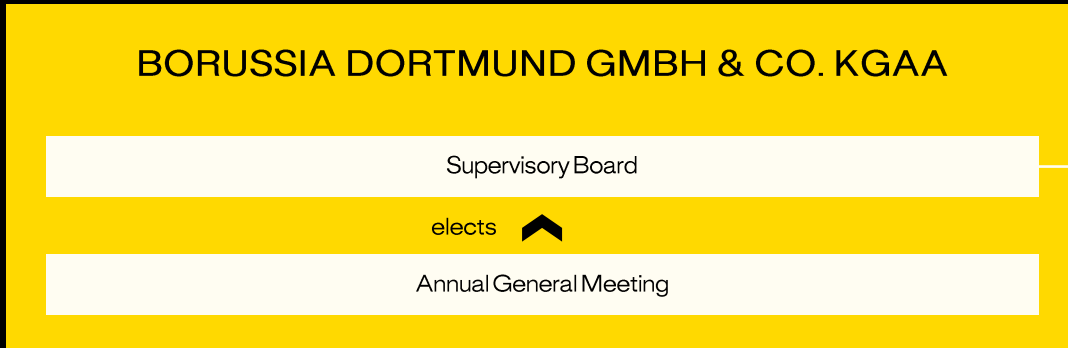 BORUSSIA DORTMUND GMBH & CO. KGAA
Supervisory Board
elects
Annual General Meeting